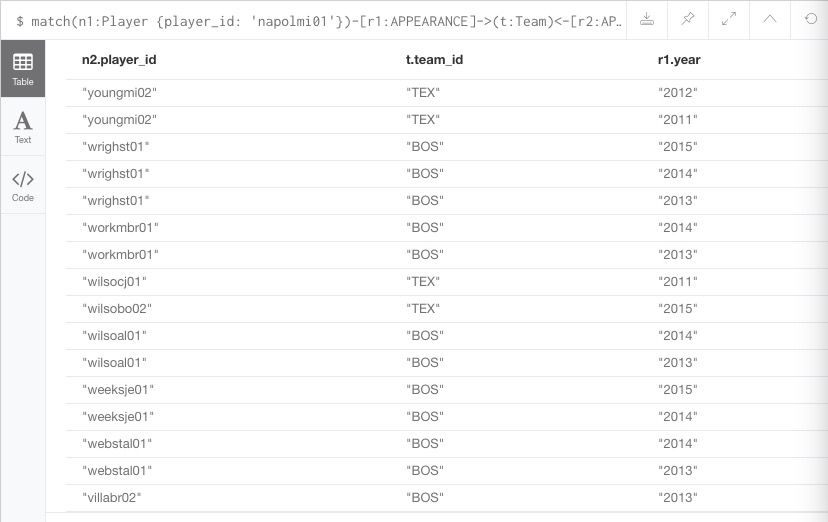 $ match(n1:Player {player_id: 'napolmi01'})-[r1:APPEARANCE]->(t:Team)<-[r2:AP…
Table
Text
Code
n2.player_id t.team_id r1.year
"youngmi02" "TEX" "2012"
"youngmi02" "TEX" "2011"
"wrighst01" "BOS" "2015"
"wrighst01" "BOS" "2014"
"wrighst01" "BOS" "2013"
"workmbr01" "BOS" "2014"
"workmbr01" "BOS" "2013"
"wilsocj01" "TEX" "2011"
"wilsobo02" "TEX" "2015"
"wilsoal01" "BOS" "2014"
"wilsoal01" "BOS" "2013"
"weeksje01" "BOS" "2015"
"weeksje01" "BOS" "2014"
"webstal01" "BOS" "2014"
"webstal01" "BOS" "2013"
"villabr02" "BOS" "2013"